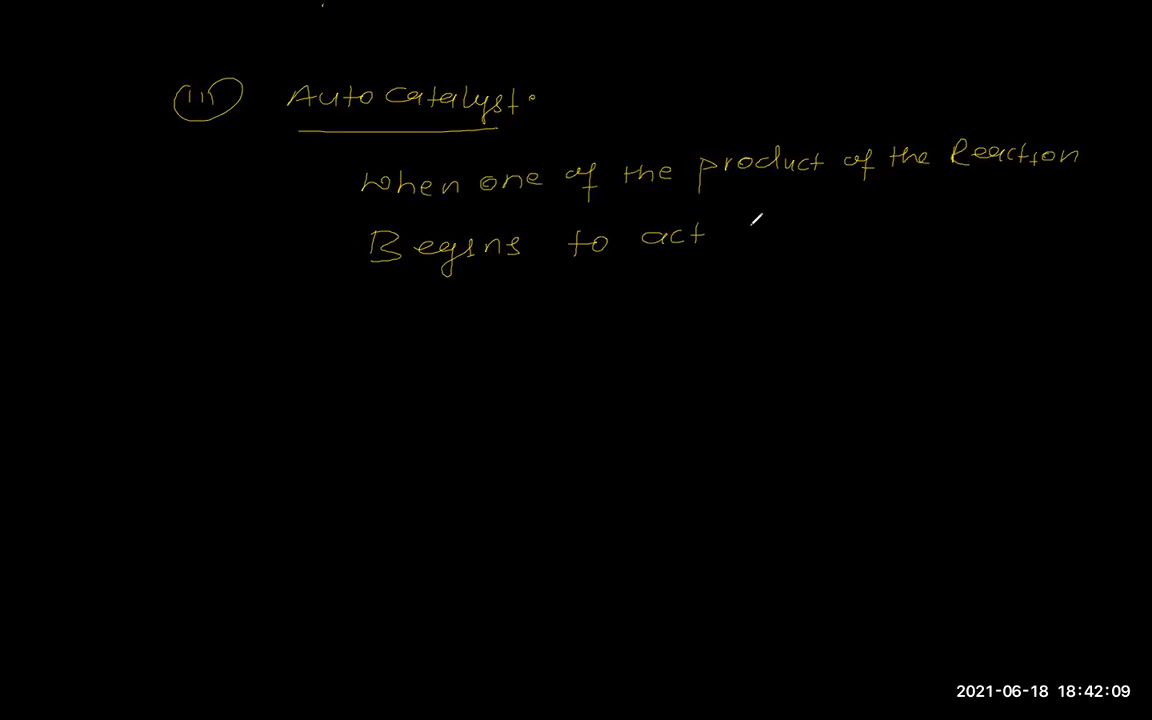 (iii) Auto Catalyst.
When one of the product of the Reaction
Begins to act
2021-06-18 18:42:09